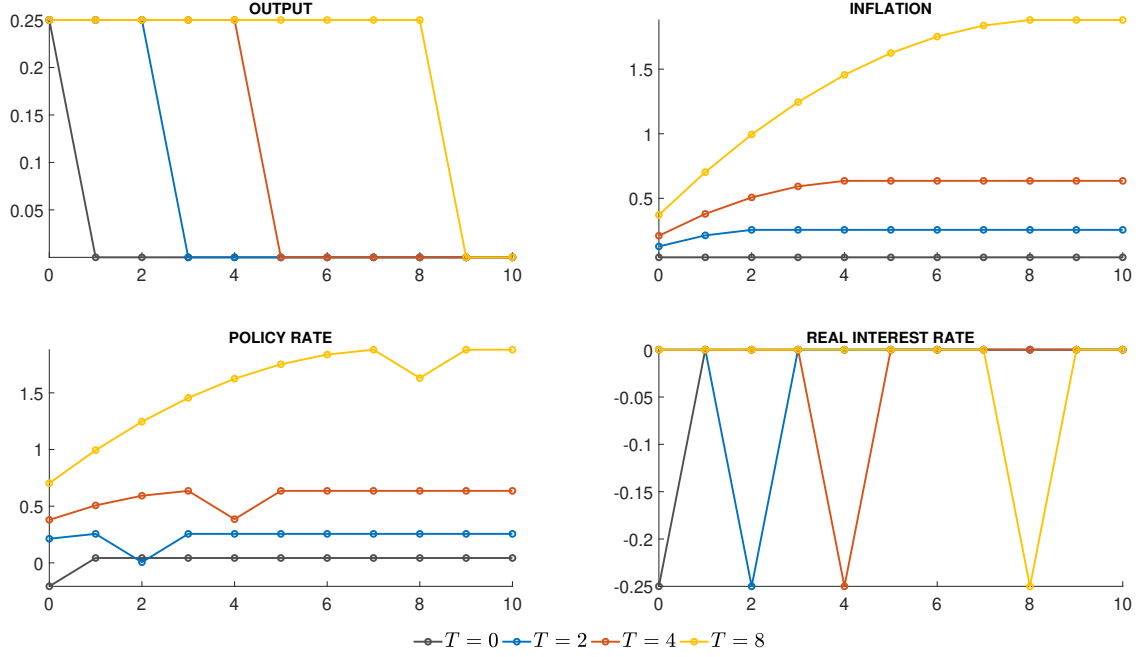 OUTPUT
0.25
0.2
0.15
0.1
0.05
0 2 4 6 8 10
INFLATION
1.5
1
0.5
0 2 4 6 8 10
POLICY RATE
1.5
1
0.5
0
0 2 4 6 8 10
REAL INTEREST RATE
0
-0.05
-0.1
-0.15
-0.2
-0.25
0 2 4 6 8 10
T = 0 T = 2 T = 4 T = 8